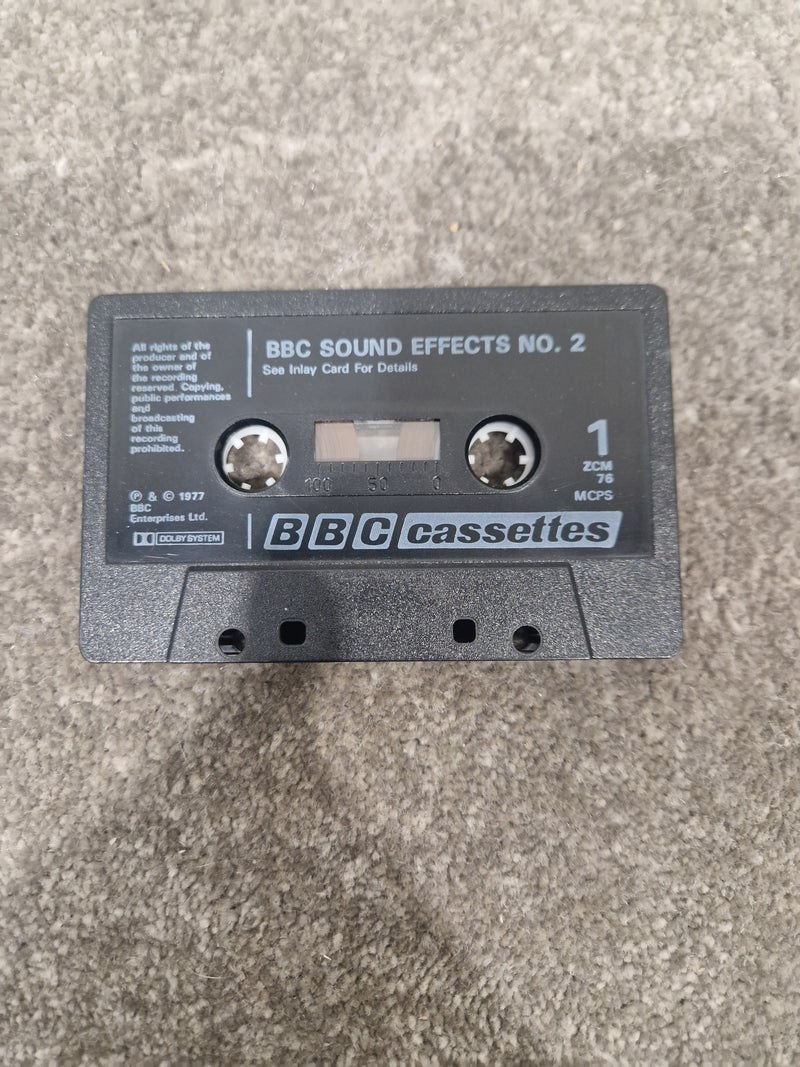 All rights of the
producer and of
the owner of
the recording
reserved. Copying,
public performances
and
broadcasting
of this
recording
prohibited.
BBC SOUND EFFECTS NO. 2
See Inlay Card For Details
100 50 0
1
ZCM
76
MCPS
Ⓟ & © 1977
BBC
Enterprises Ltd.
DOLBY SYSTEM
BBC cassettes